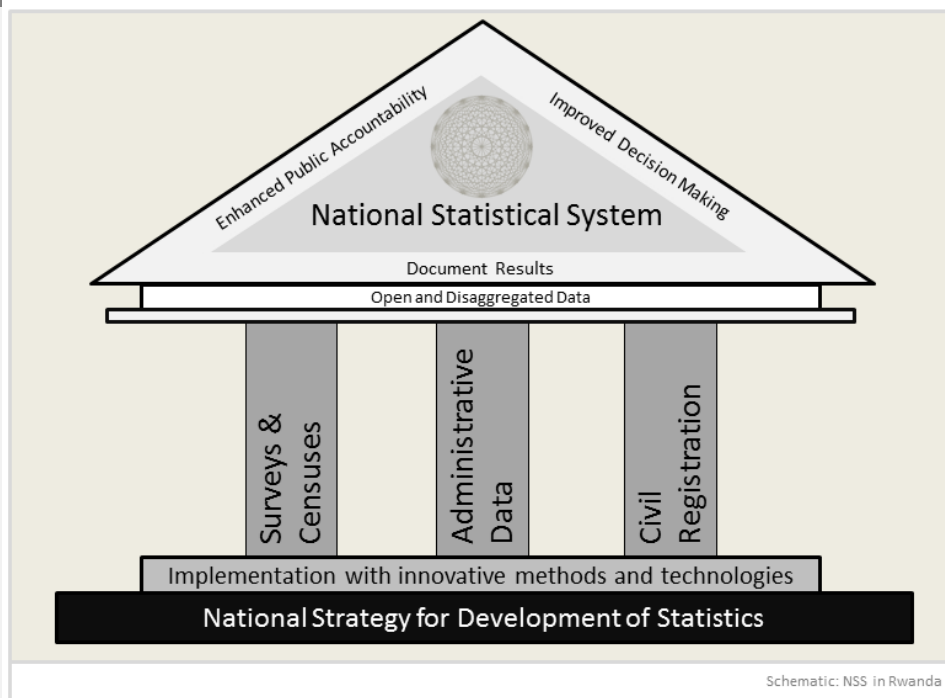 Enhanced Public Accountability
Improved Decision Making
National Statistical System
Document Results
Open and Disaggregated Data
Surveys &
Censuses
Administrative
Data
Civil
Registration
Implementation with innovative methods and technologies
National Strategy for Development of Statistics
Schematic: NSS in Rwanda